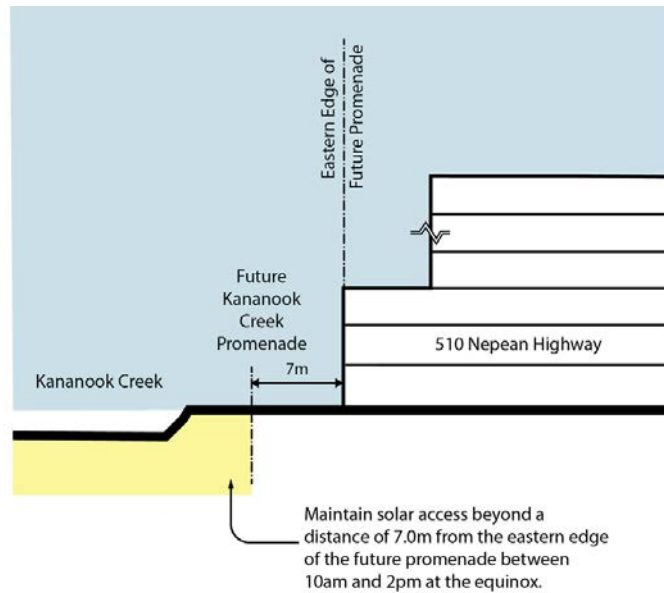 Eastern Edge of
Future Promenade
Future
Kananook
Creek
Promenade
7m
510 Nepean Highway
Kananook Creek
Maintain solar access beyond a
distance of 7.0m from the eastern edge
of the future promenade between
10am and 2pm at the equinox.